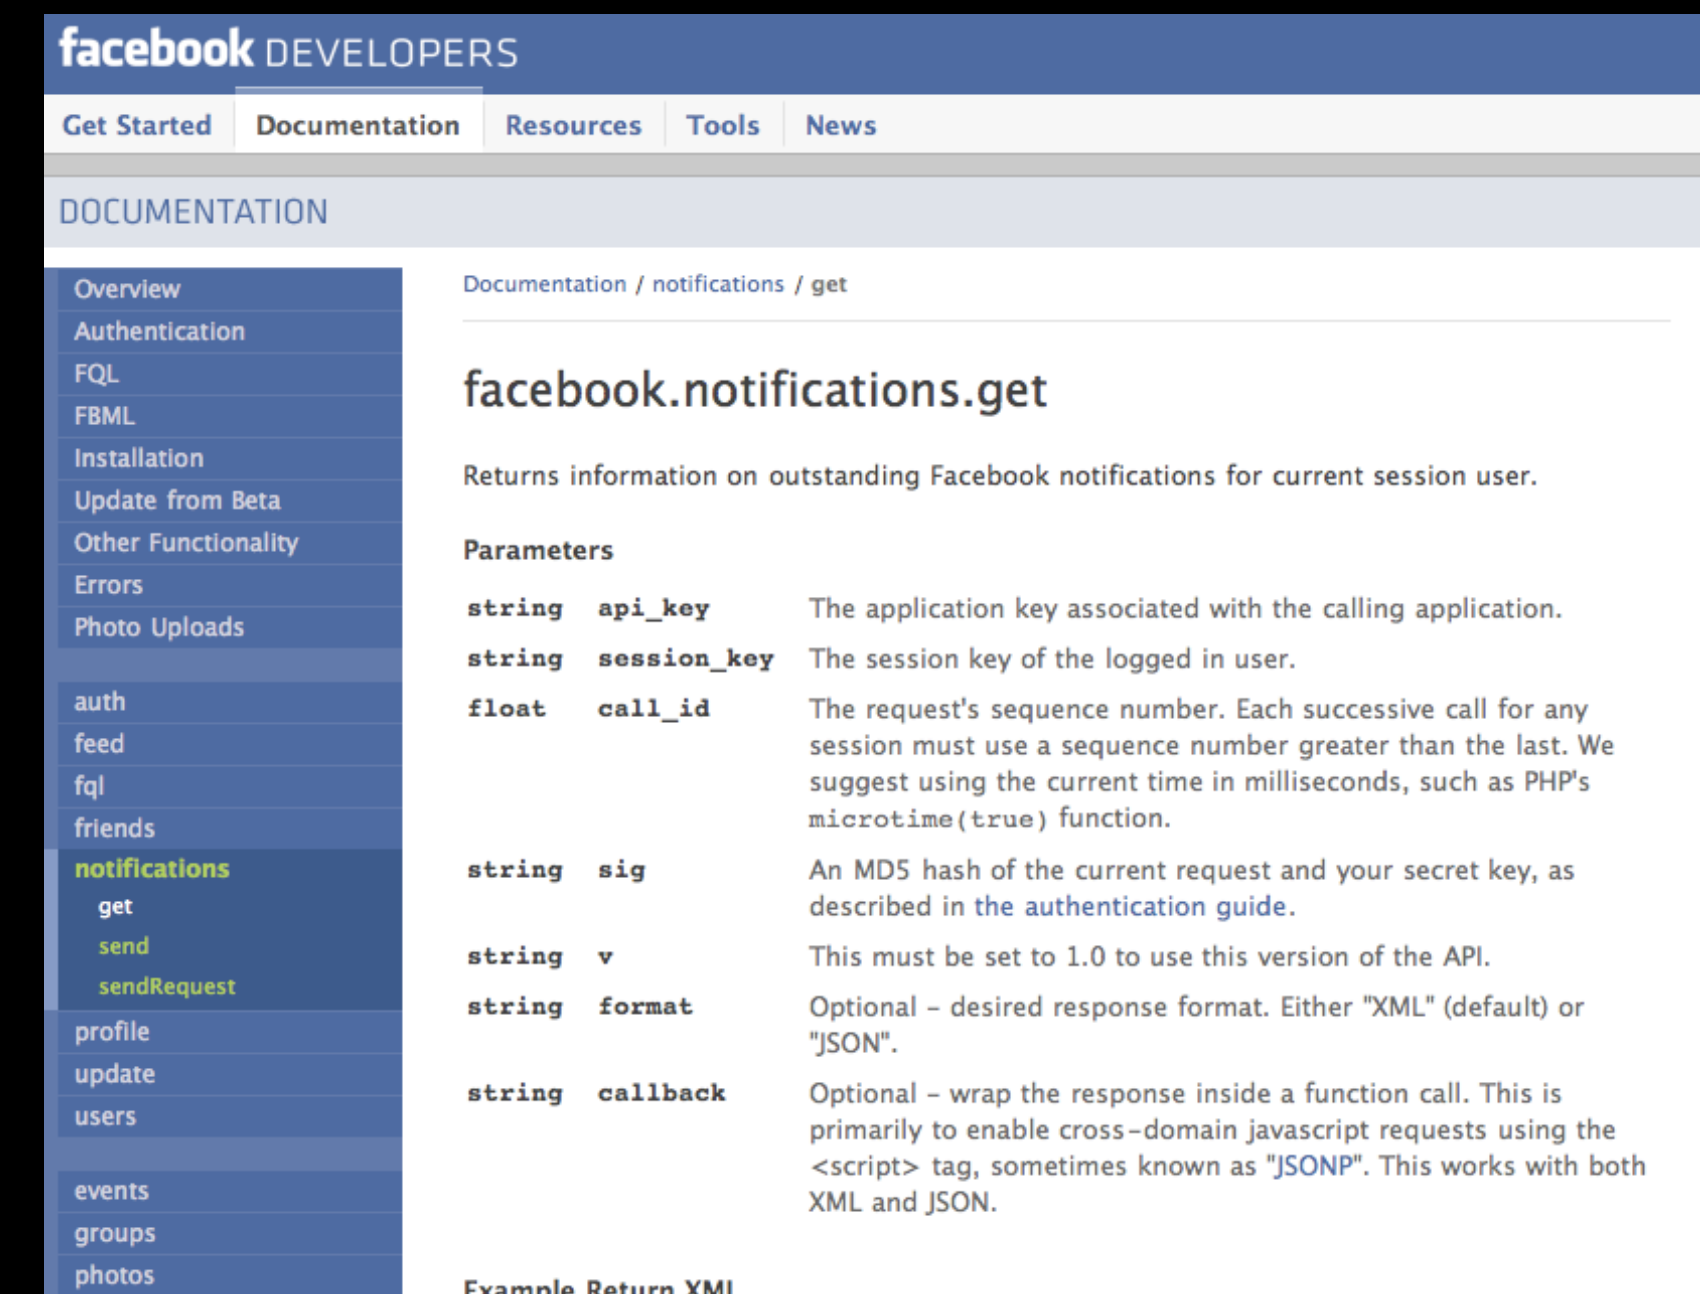 facebook DEVELOPERS
Get Started Documentation Resources Tools News
DOCUMENTATION
Overview
Authentication
FQL
FBML
Installation
Update from Beta
Other Functionality
Errors
Photo Uploads
auth
feed
fql
friends
notifications
get
send
sendRequest
profile
update
users
events
groups
photos
Documentation / notifications / get
facebook.notifications.get
Returns information on outstanding Facebook notifications for current session user.
Parameters
string api_key The application key associated with the calling application.
string session_key The session key of the logged in user.
float call_id The request's sequence number. Each successive call for any
session must use a sequence number greater than the last. We
suggest using the current time in milliseconds, such as PHP's
microtime(true) function.
string sig An MD5 hash of the current request and your secret key, as
described in the authentication guide.
string v This must be set to 1.0 to use this version of the API.
string format Optional – desired response format. Either "XML" (default) or
"JSON".
string callback Optional – wrap the response inside a function call. This is
primarily to enable cross-domain javascript requests using the
<script> tag, sometimes known as "JSONP". This works with both
XML and JSON.
Example Return XML